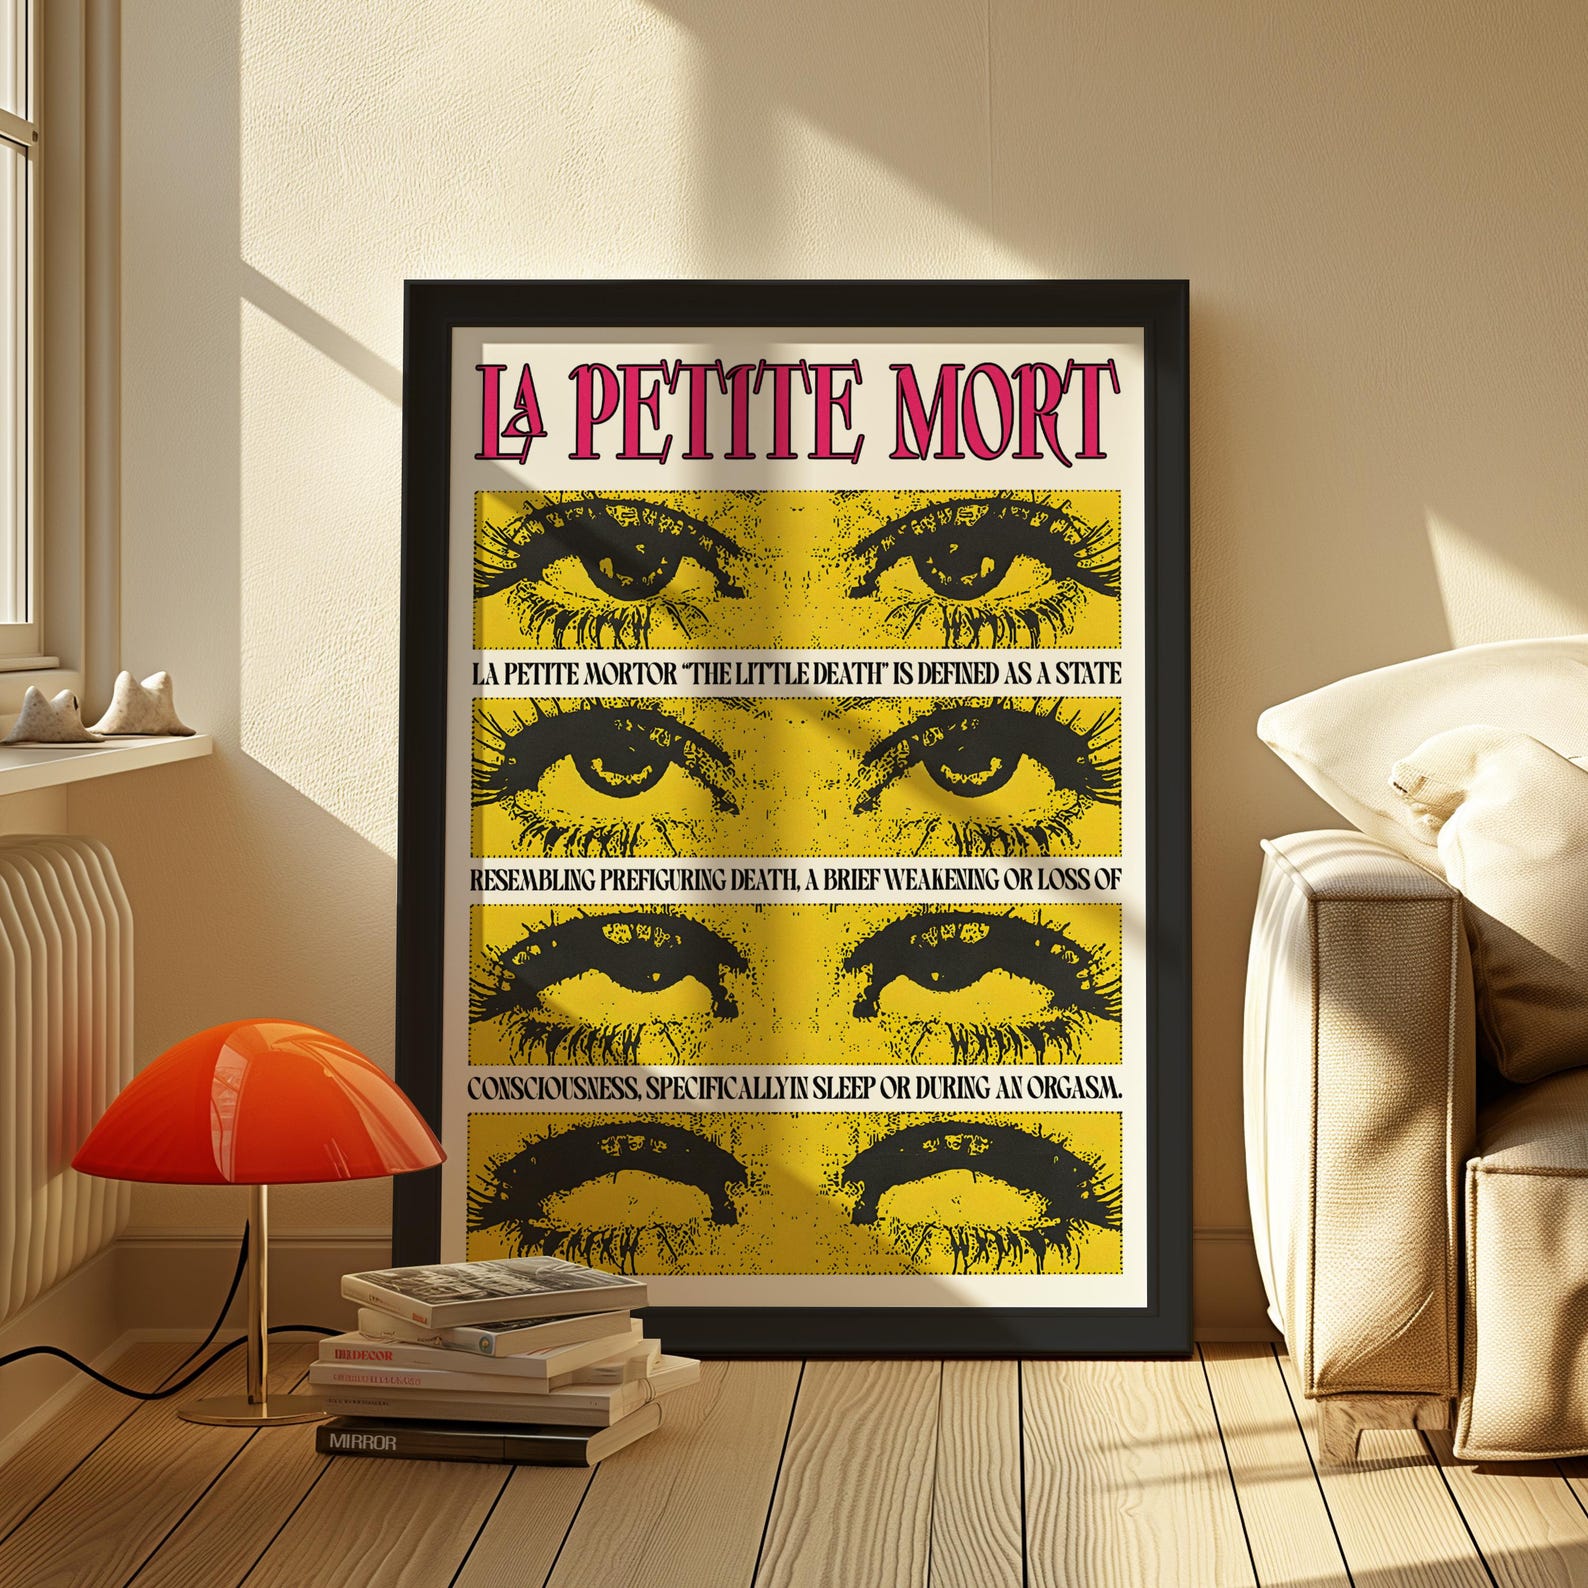 LA PETITE MORT
LA PETITE MORTOR “THE LITTLE DEATH” IS DEFINED AS A STATE
RESEMBLING PREFIGURING DEATH, A BRIEF WEAKENING OR LOSS OF
CONSCIOUSNESS, SPECIFICALLYIN SLEEP OR DURING AN ORGASM.
MIRROR